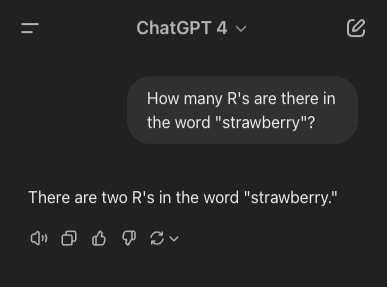 ChatGPT 4
How many R's are there in
the word "strawberry"?
There are two R's in the word "strawberry."